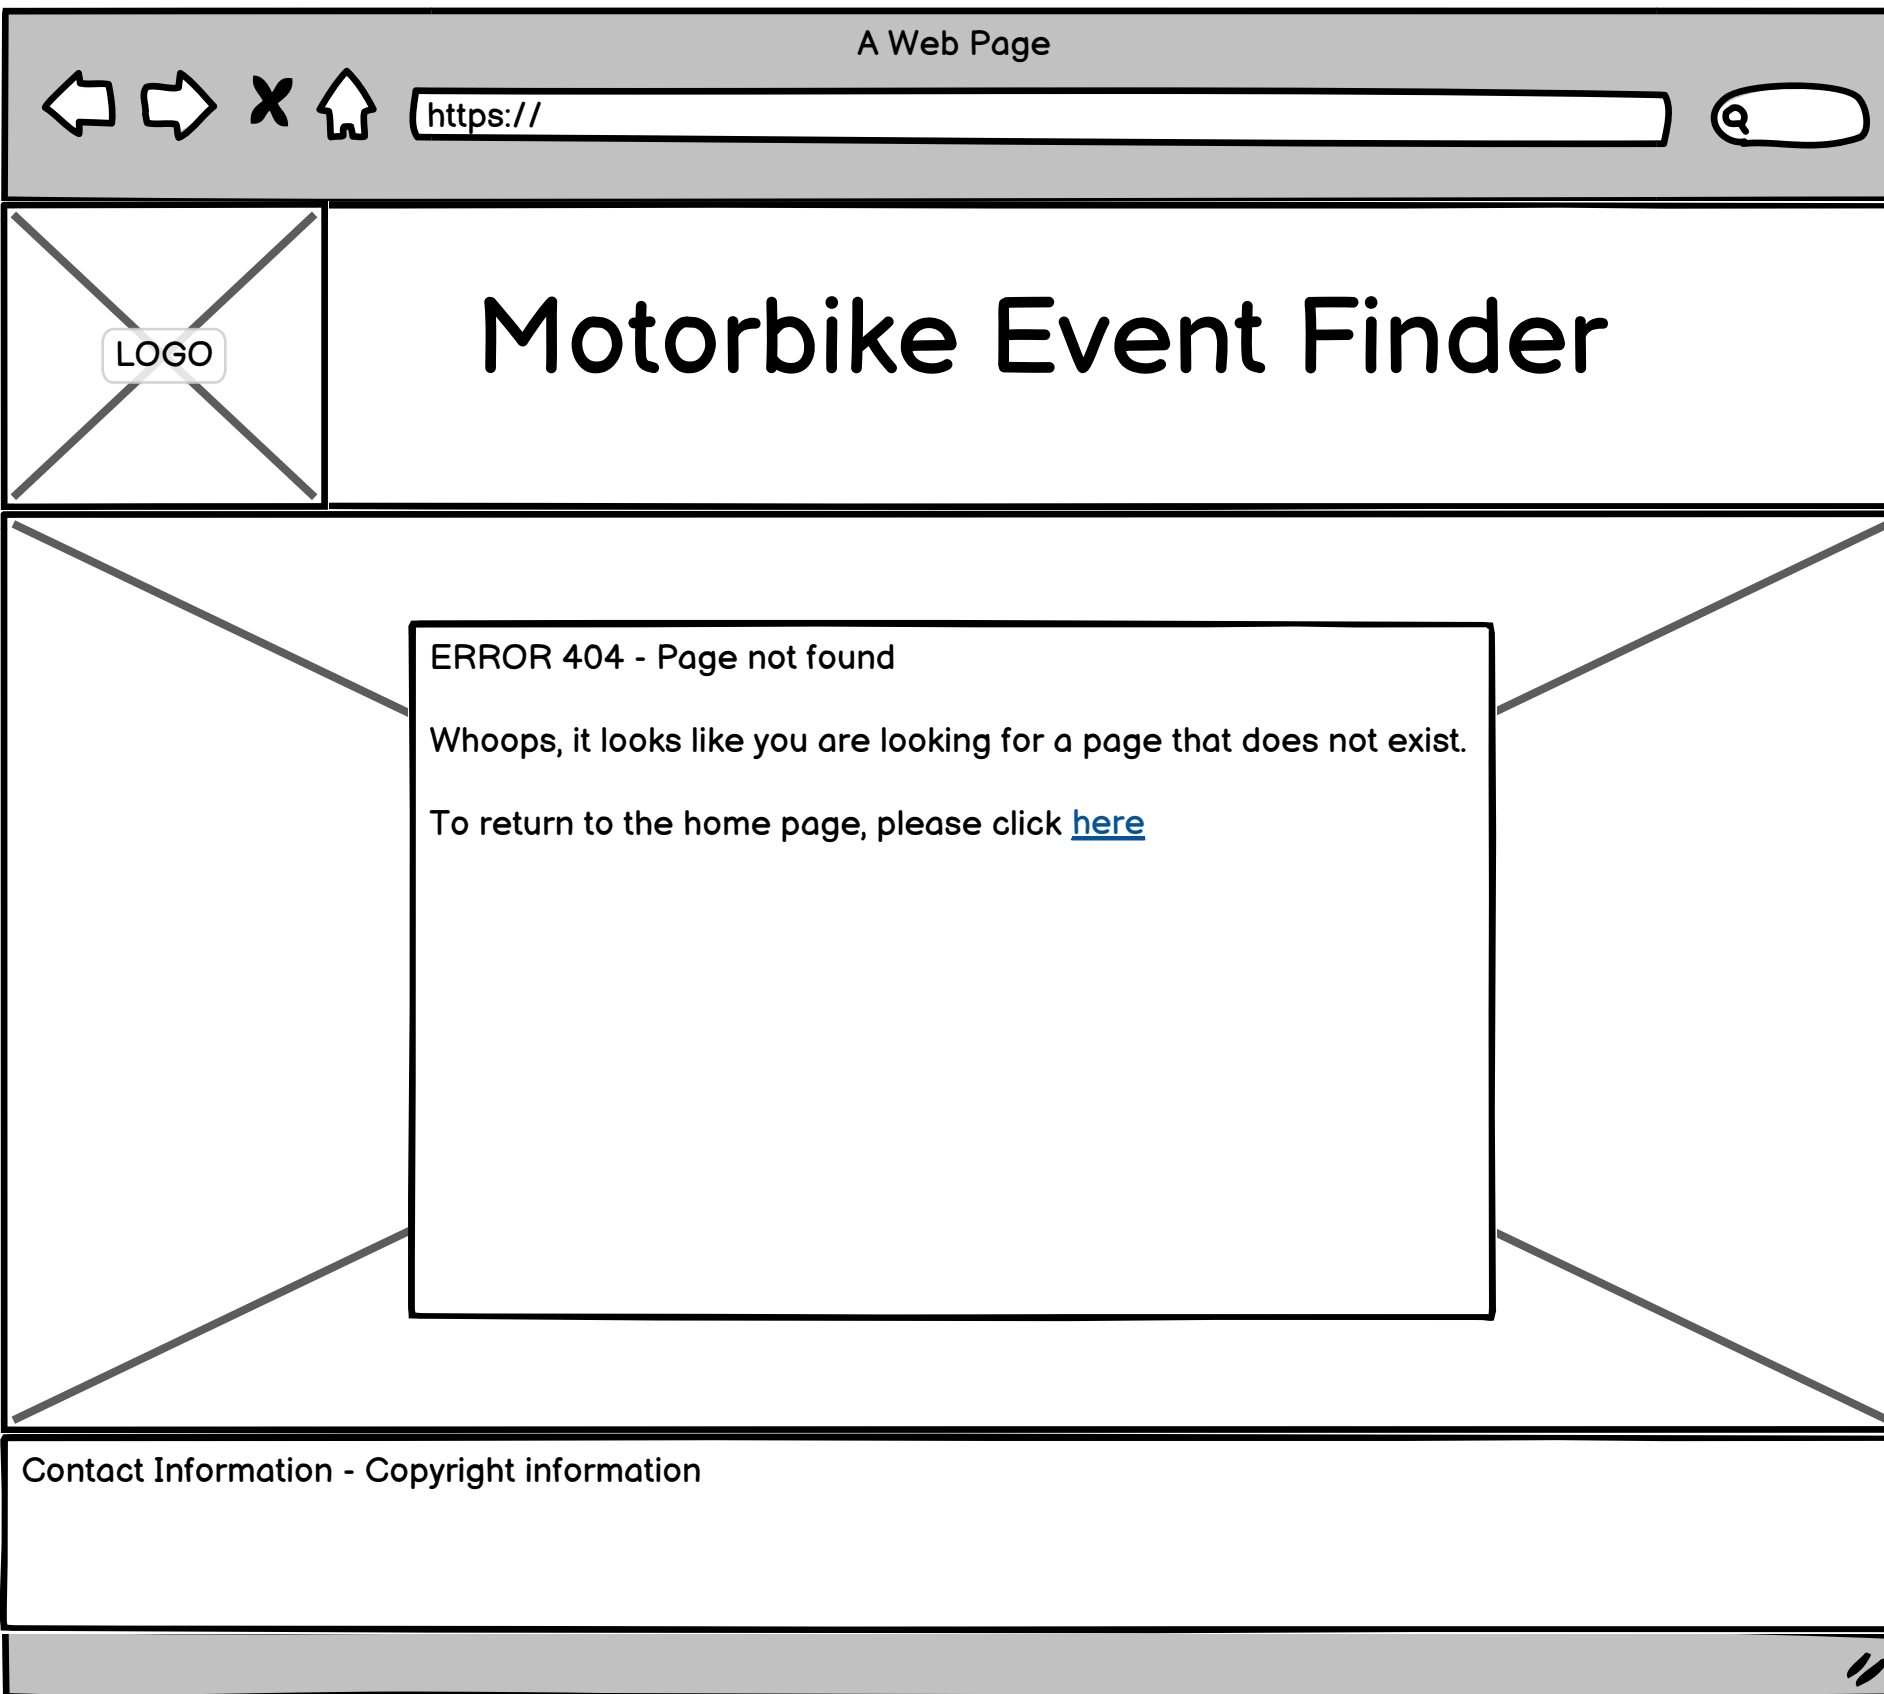 A Web Page
https://
LOGO
Motorbike Event Finder
ERROR 404 - Page not found
Whoops, it looks like you are looking for a page that does not exist.
To return to the home page, please click here
Contact Information - Copyright information